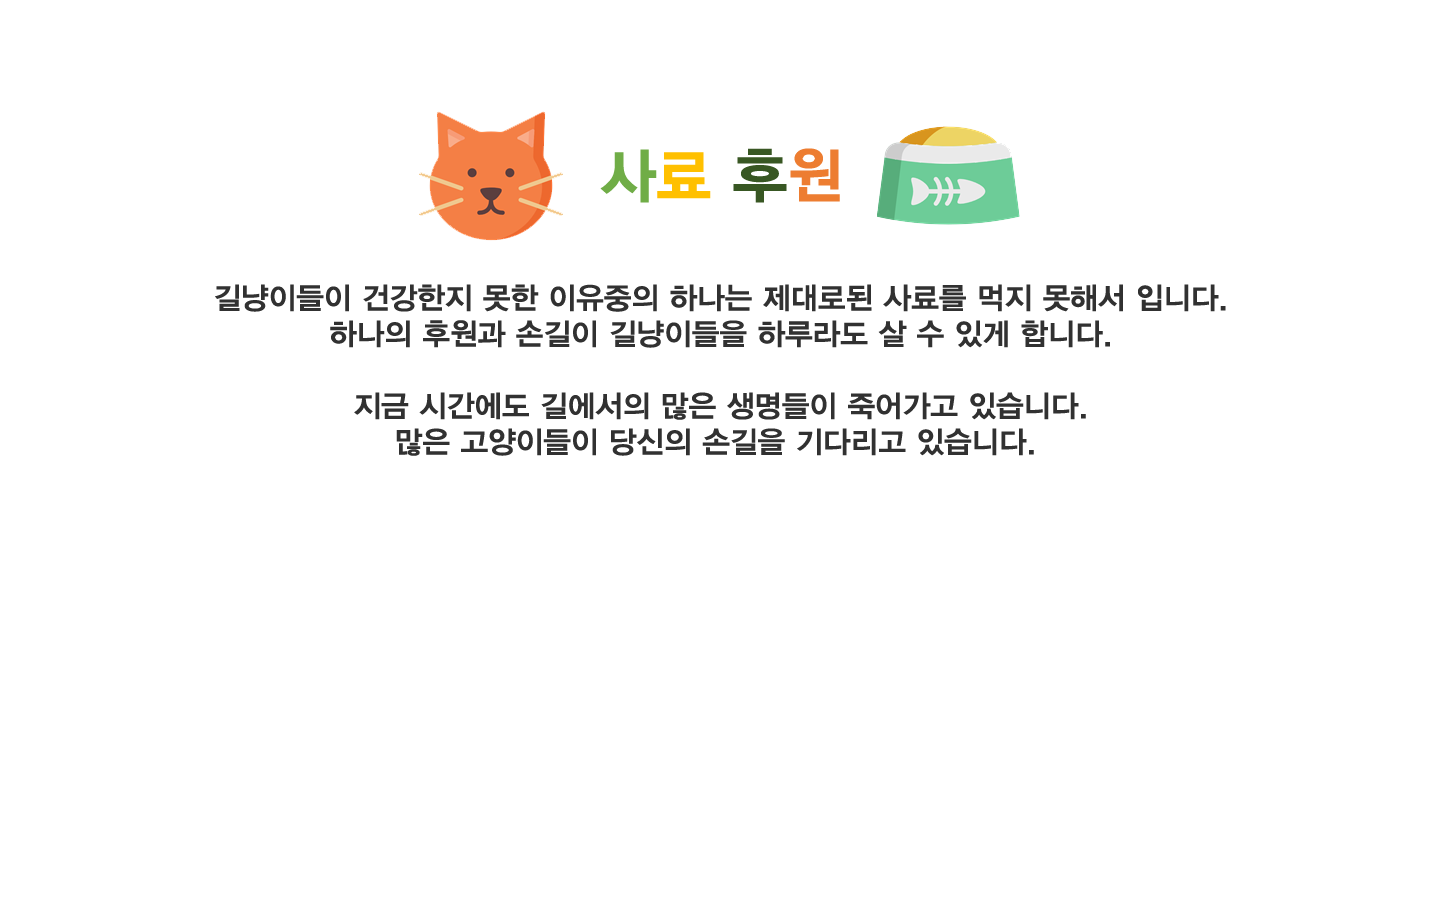 사료 후원
길냥이들이 건강한지 못한 이유중의 하나는 제대로된 사료를 먹지 못해서 입니다.
하나의 후원과 손길이 길냥이들을 하루라도 살 수 있게 합니다.
지금 시간에도 길에서의 많은 생명들이 죽어가고 있습니다.
많은 고양이들이 당신의 손길을 기다리고 있습니다.